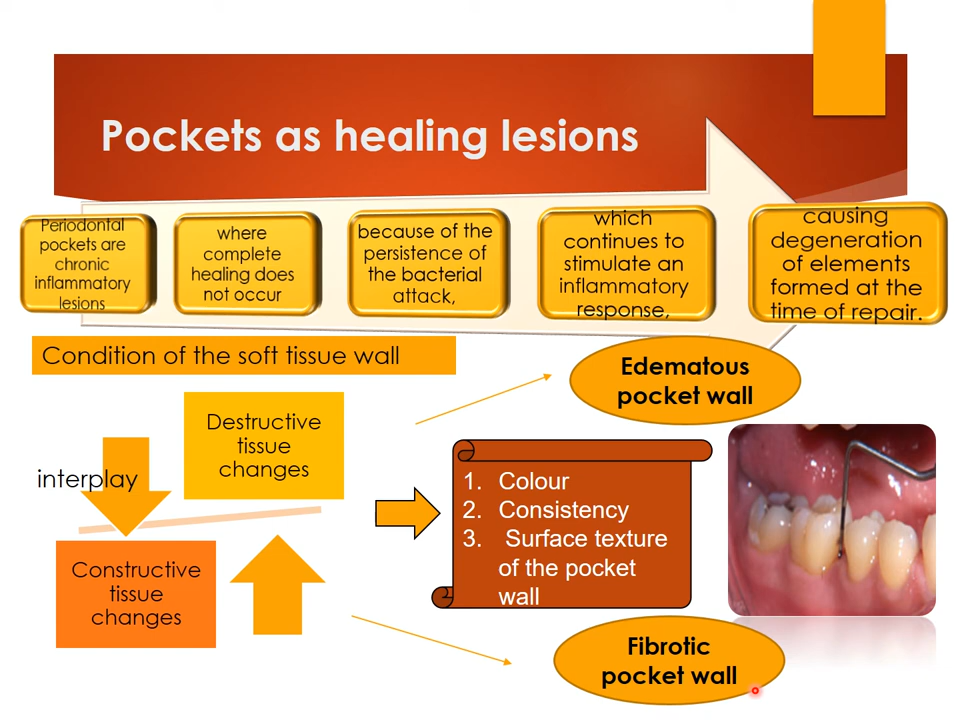 Pockets as healing lesions
Periodontal
pockets are
chronic
inflammatory
lesions
where
complete
healing does
not occur
because of the
persistence of
the bacterial
attack,
which
continues to
stimulate an
inflammatory
response,
causing
degeneration
of elements
formed at the
time of repair.
Condition of the soft tissue wall
Edematous
pocket wall
Destructive
tissue
changes
interplay
Constructive
tissue
changes
1. Colour
2. Consistency
3. Surface texture
of the pocket
wall
Fibrotic
pocket wall